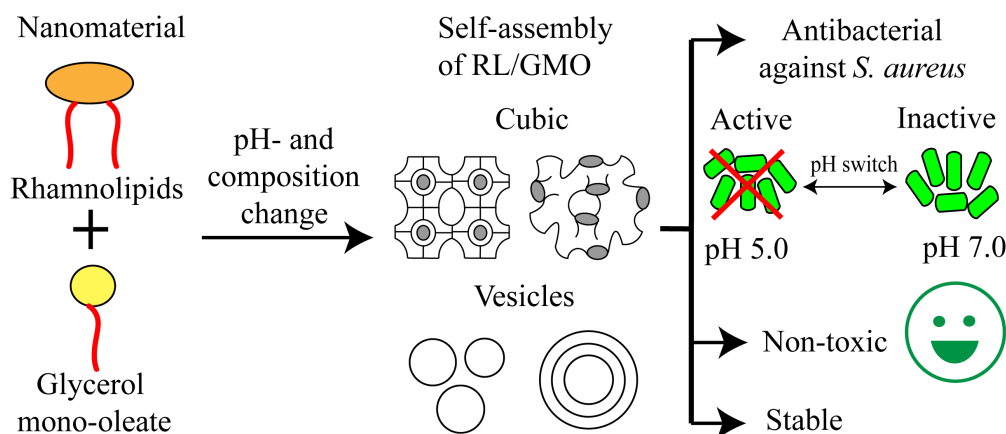 Nanomaterial
Rhamnolipids
+
Glycerol
mono-oleate
pH- and
composition
change
Self-assembly
of RL/GMO
Cubic
Vesicles
Antibacterial
against S. aureus
Active
Inactive
pH switch
pH 5.0
pH 7.0
Non-toxic
Stable